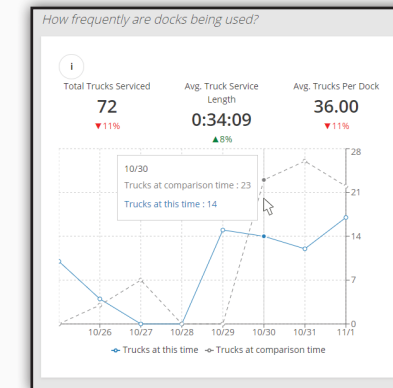 How frequently are docks being used?
i
Total Trucks Serviced
72
▼11%
Avg. Truck Service
Length
0:34:09
▲8%
Avg. Trucks Per Dock
36.00
▼11%
28
21
14
7
0
10/30
Trucks at comparison time : 23
Trucks at this time : 14
10/26 10/27 10/28 10/29 10/30 10/31 11/1
Trucks at this time Trucks at comparison time